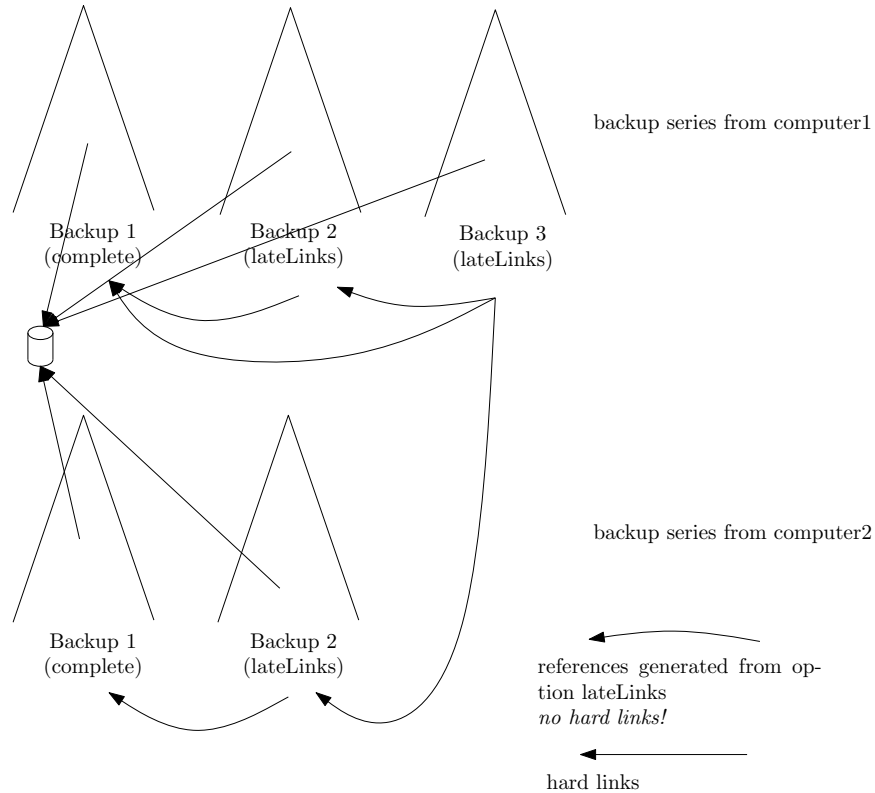 backup series from computer1
Backup 1
(complete)
Backup 2
(lateLinks)
Backup 3
(lateLinks)
backup series from computer2
Backup 1
(complete)
Backup 2
(lateLinks)
references generated from op-
tion lateLinks
no hard links!
hard links